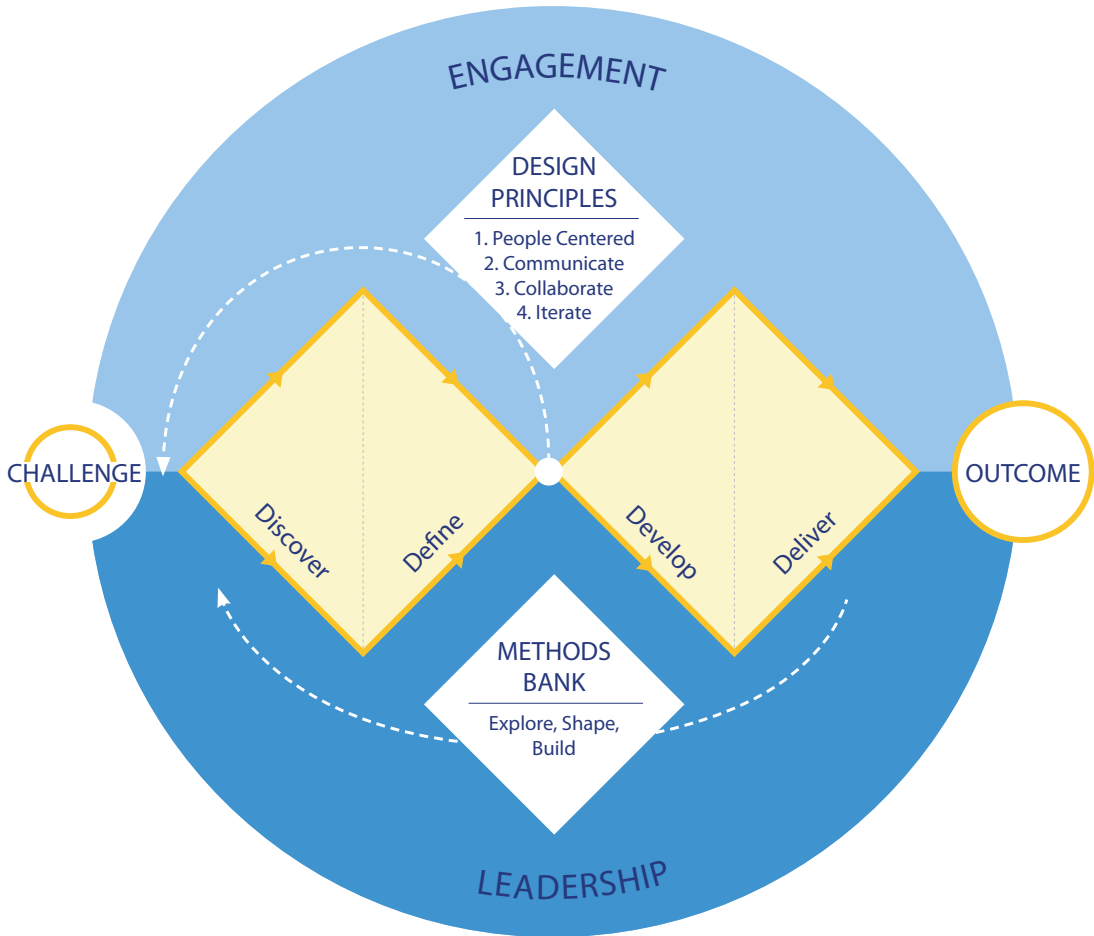 ENGAGEMENT
DESIGN
PRINCIPLES
1. People Centered
2. Communicate
3. Collaborate
4. Iterate
CHALLENGE
OUTCOME
Discover
Define
Develop
Deliver
METHODS
BANK
Explore, Shape,
Build
LEADERSHIP